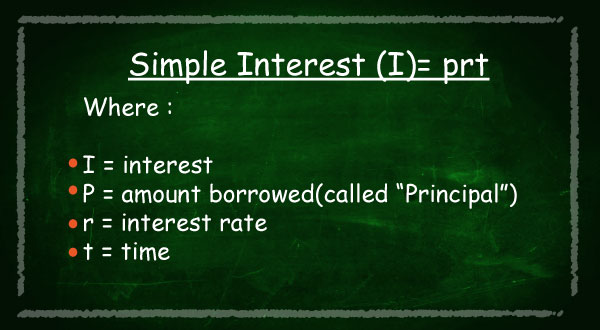 Simple Interest (I)= prt
Where :
• I = interest
• P = amount borrowed(called “Principal”)
• r = interest rate
• t = time